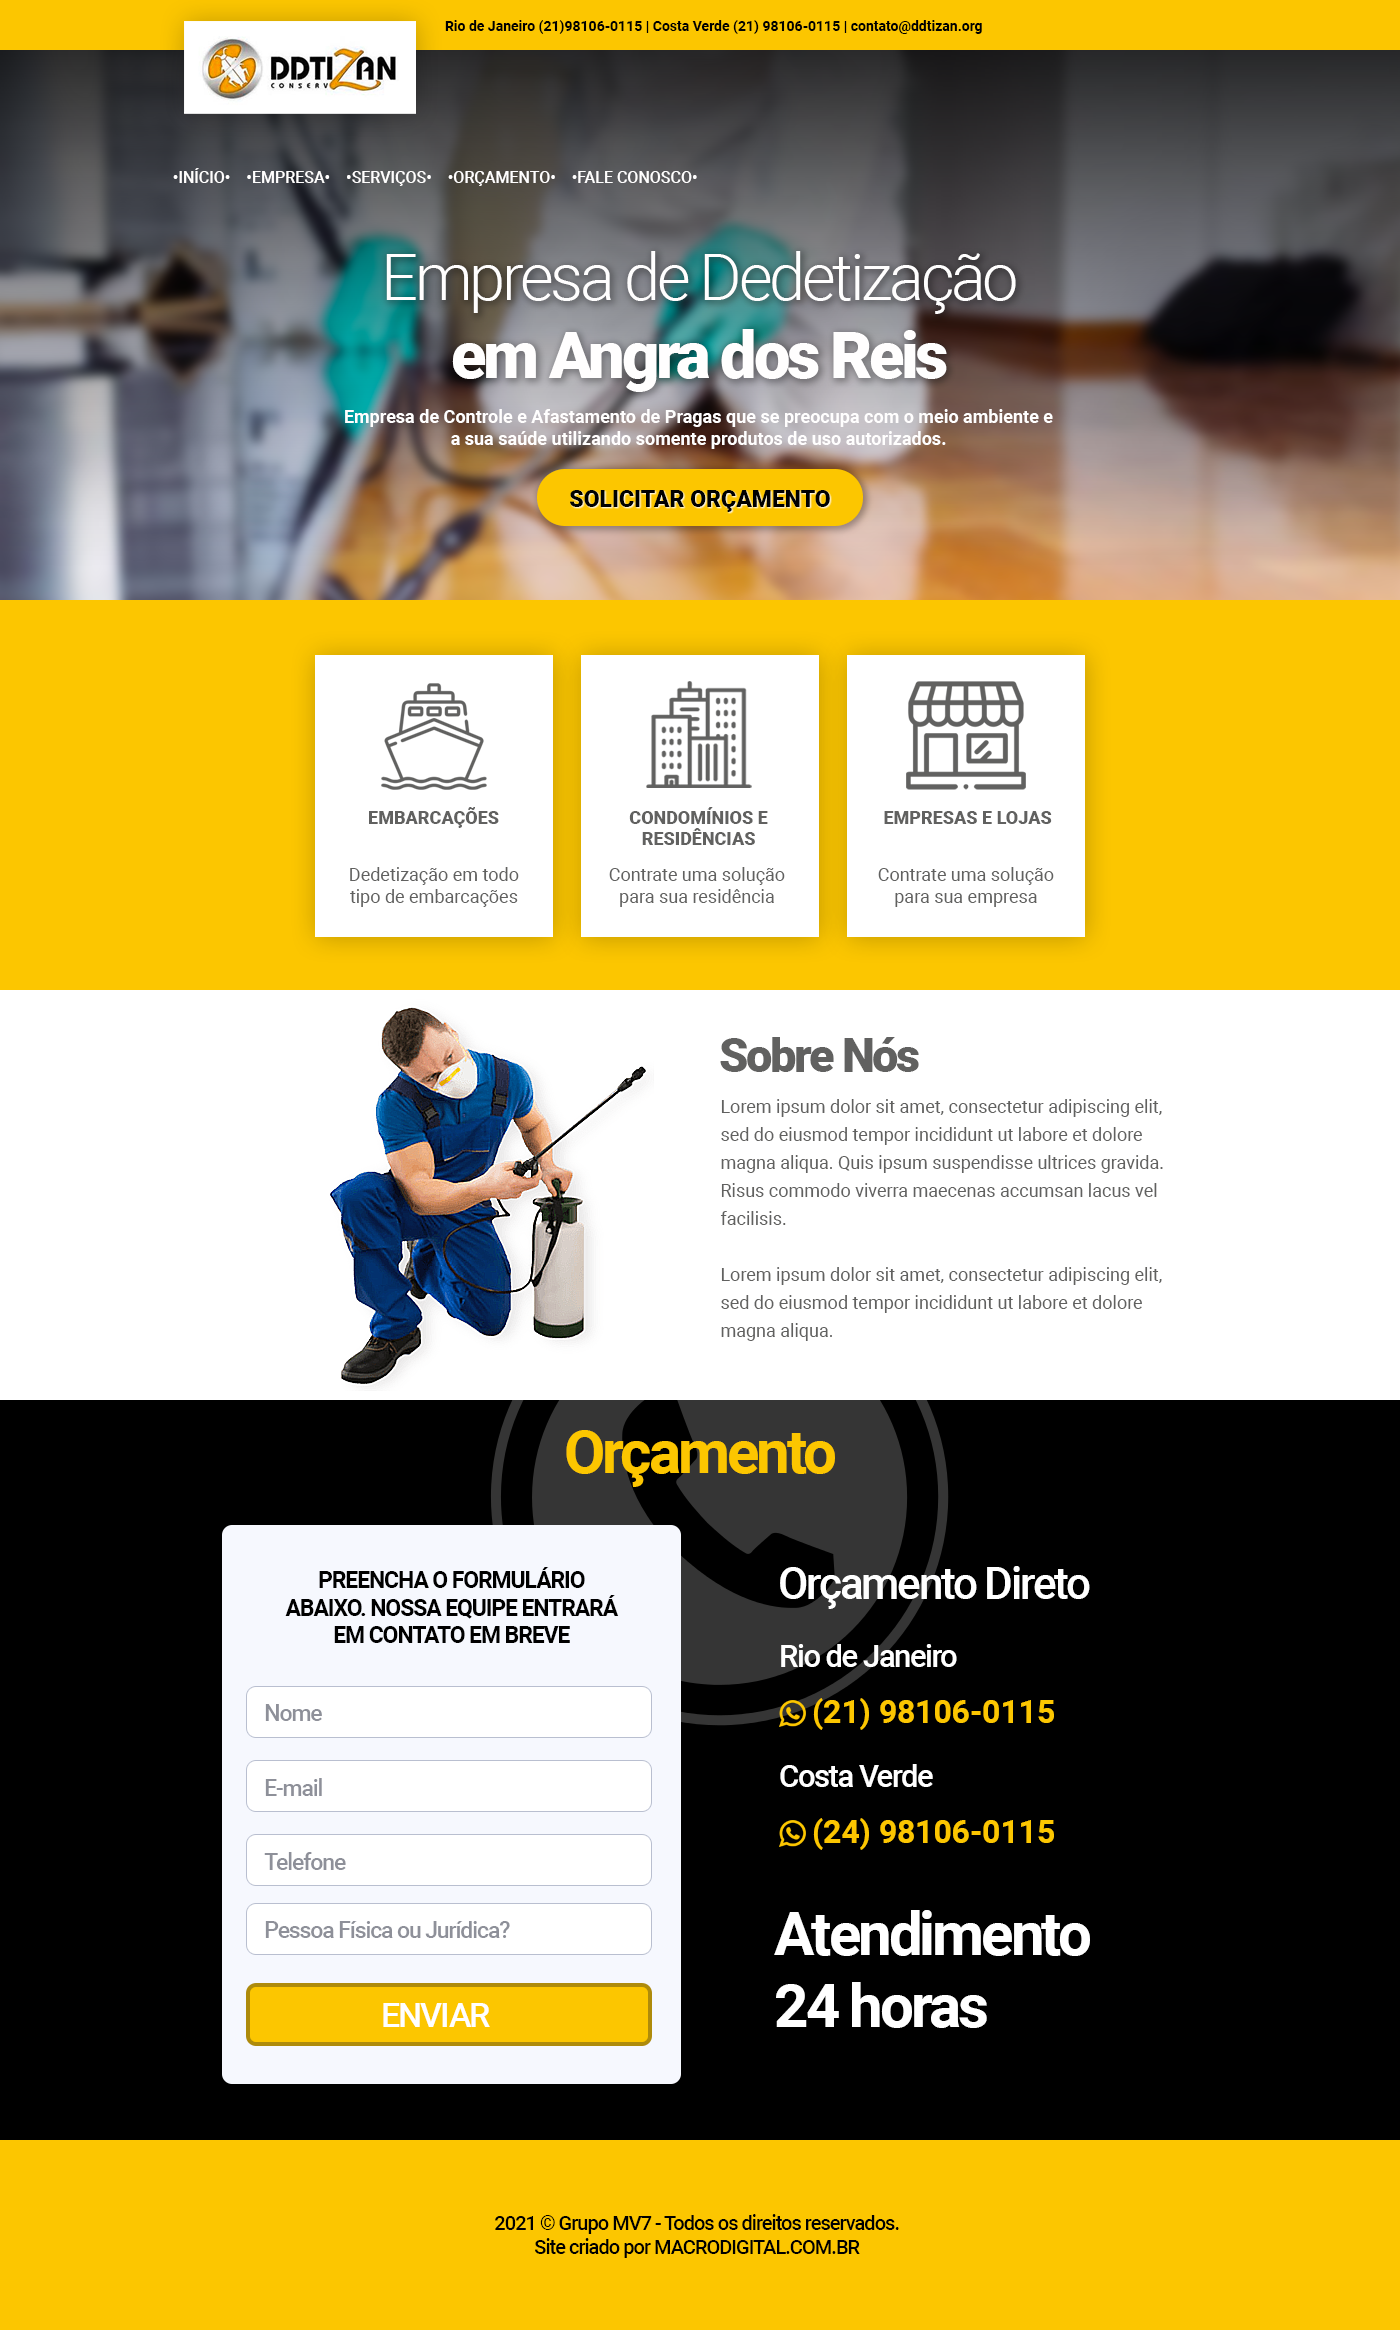 Rio de Janeiro (21)98106-0115 | Costa Verde (21) 98106-0115 | contato@ddtizan.org
DDTIZAN
CONSERV
•INÍCIO• •EMPRESA• •SERVIÇOS• •ORÇAMENTO• •FALE CONOSCO•
Empresa de Dedetização
em Angra dos Reis
Empresa de Controle e Afastamento de Pragas que se preocupa com o meio ambiente e
a sua saúde utilizando somente produtos de uso autorizados.
SOLICITAR ORÇAMENTO
EMBARCAÇÕES
Dedetização em todo
tipo de embarcações
CONDOMÍNIOS E
RESIDÊNCIAS
Contrate uma solução
para sua residência
EMPRESAS E LOJAS
Contrate uma solução
para sua empresa
Sobre Nós
Lorem ipsum dolor sit amet, consectetur adipiscing elit,
sed do eiusmod tempor incididunt ut labore et dolore
magna aliqua. Quis ipsum suspendisse ultrices gravida.
Risus commodo viverra maecenas accumsan lacus vel
facilisis.
Lorem ipsum dolor sit amet, consectetur adipiscing elit,
sed do eiusmod tempor incididunt ut labore et dolore
magna aliqua.
Orçamento
PREENCHA O FORMULÁRIO
ABAIXO. NOSSA EQUIPE ENTRARÁ
EM CONTATO EM BREVE
Nome
E-mail
Telefone
Pessoa Física ou Jurídica?
ENVIAR
Orçamento Direto
Rio de Janeiro
(21) 98106-0115
Costa Verde
(24) 98106-0115
Atendimento
24 horas
2021 © Grupo MV7 - Todos os direitos reservados.
Site criado por MACRODIGITAL.COM.BR